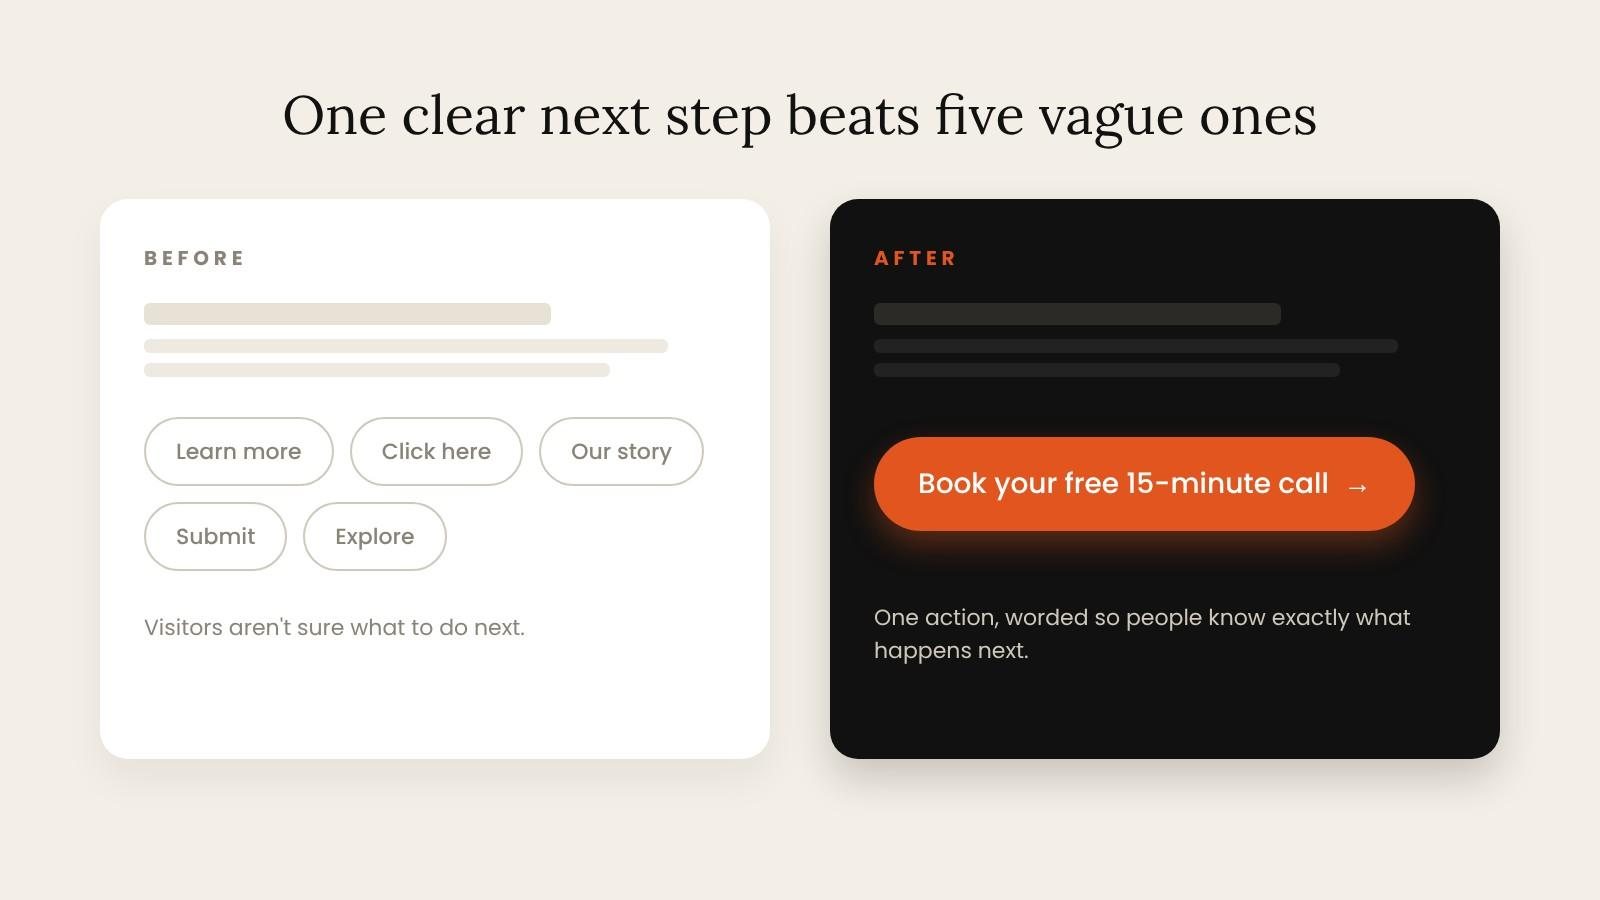 One clear next step beats five vague ones
BEFORE
Learn more
Click here
Our story
Submit
Explore
Visitors aren't sure what to do next.
AFTER
Book your free 15-minute call →
One action, worded so people know exactly what
happens next.